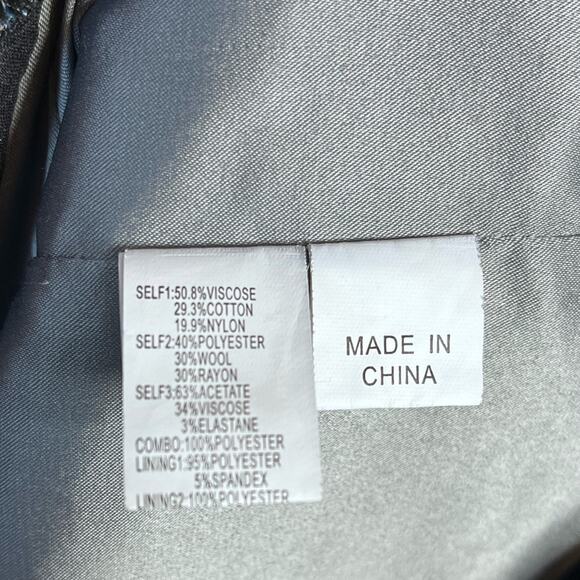 SELF1:50.8%VISCOSE
29.3%COTTON
19.9%NYLON
SELF2:40%POLYESTER
30%WOOL
30%RAYON
SELF3:63%ACETATE
34%VISCOSE
3%ELASTANE
COMBO:100%POLYESTER
LINING1:95%POLYESTER
5%SPANDEX
LINING2:100%POLYESTER
MADE IN
CHINA